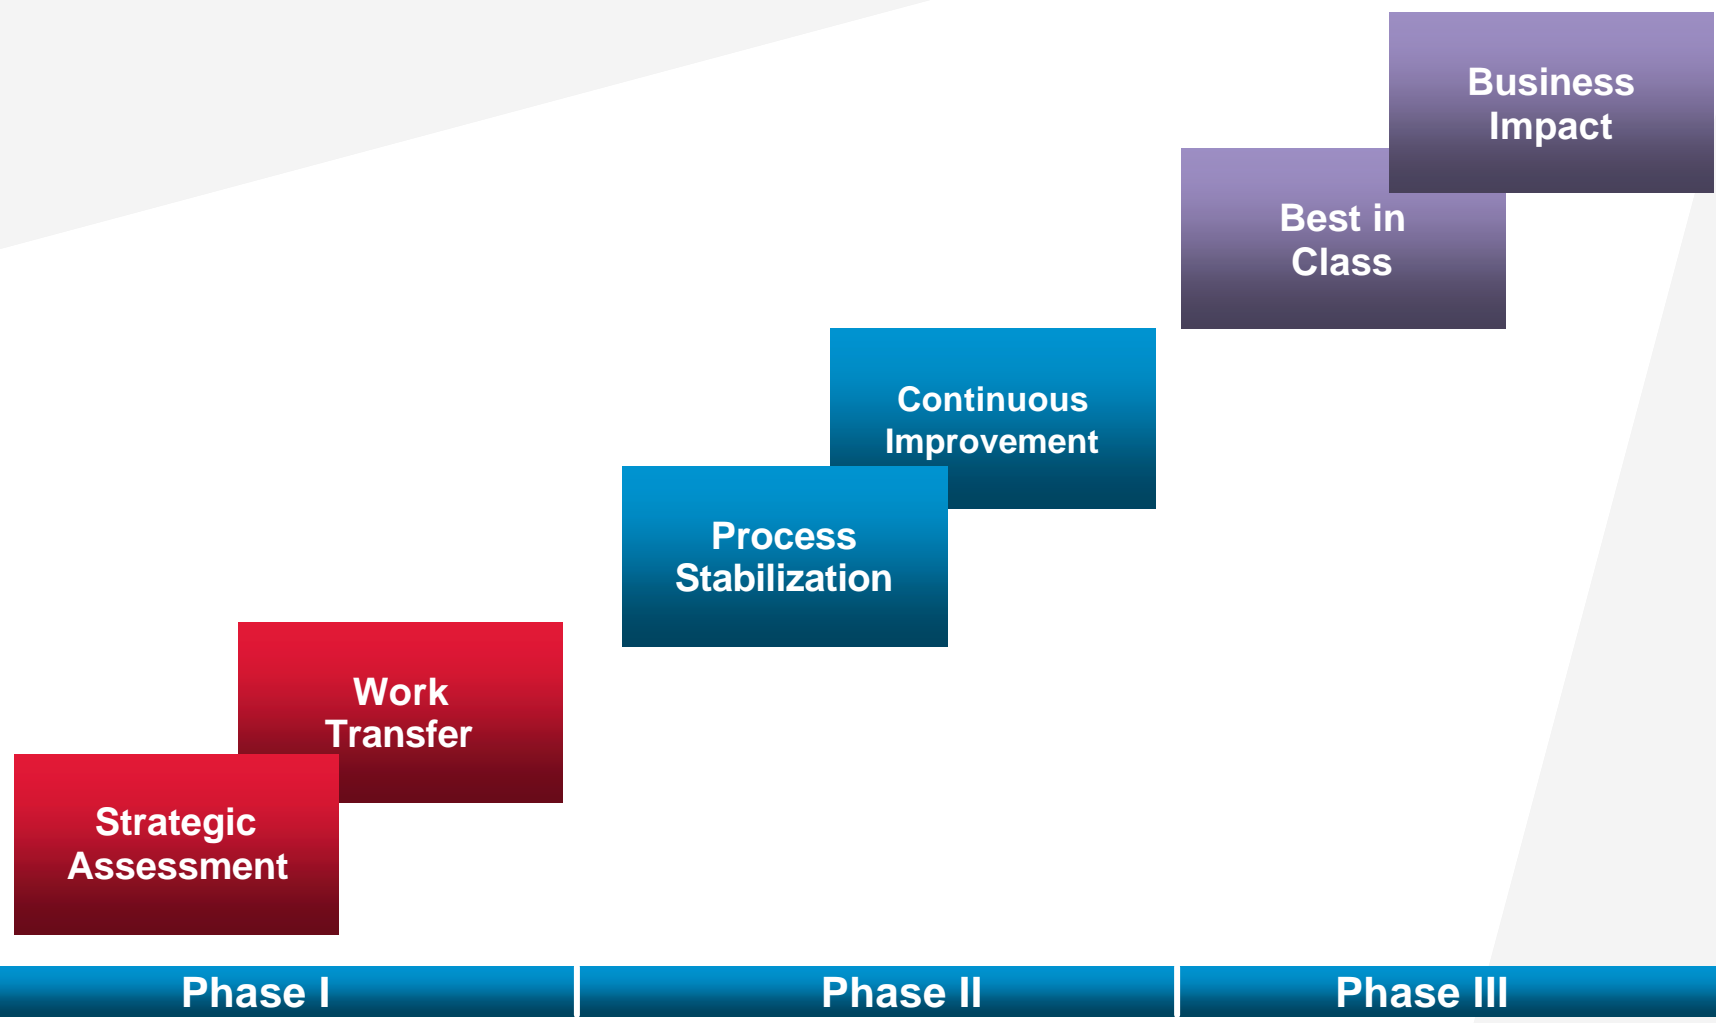 Business
Impact
Best in
Class
Continuous
Improvement
Process
Stabilization
Work
Transfer
Strategic
Assessment
Phase I
Phase II
Phase III